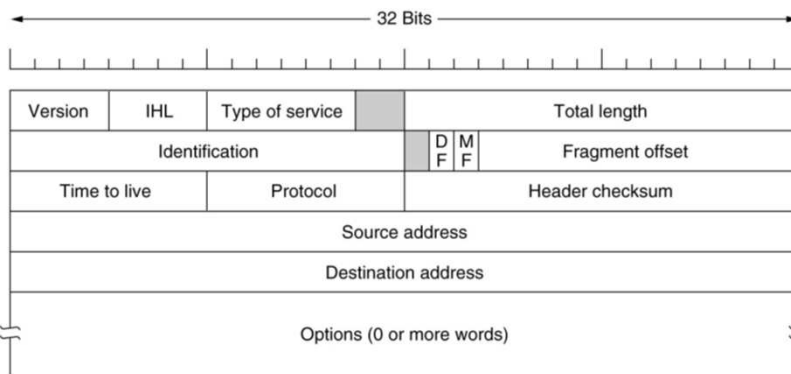 32 Bits
Version IHL Type of service Total length
Identification D F M F Fragment offset
Time to live Protocol Header checksum
Source address
Destination address
Options (0 or more words)